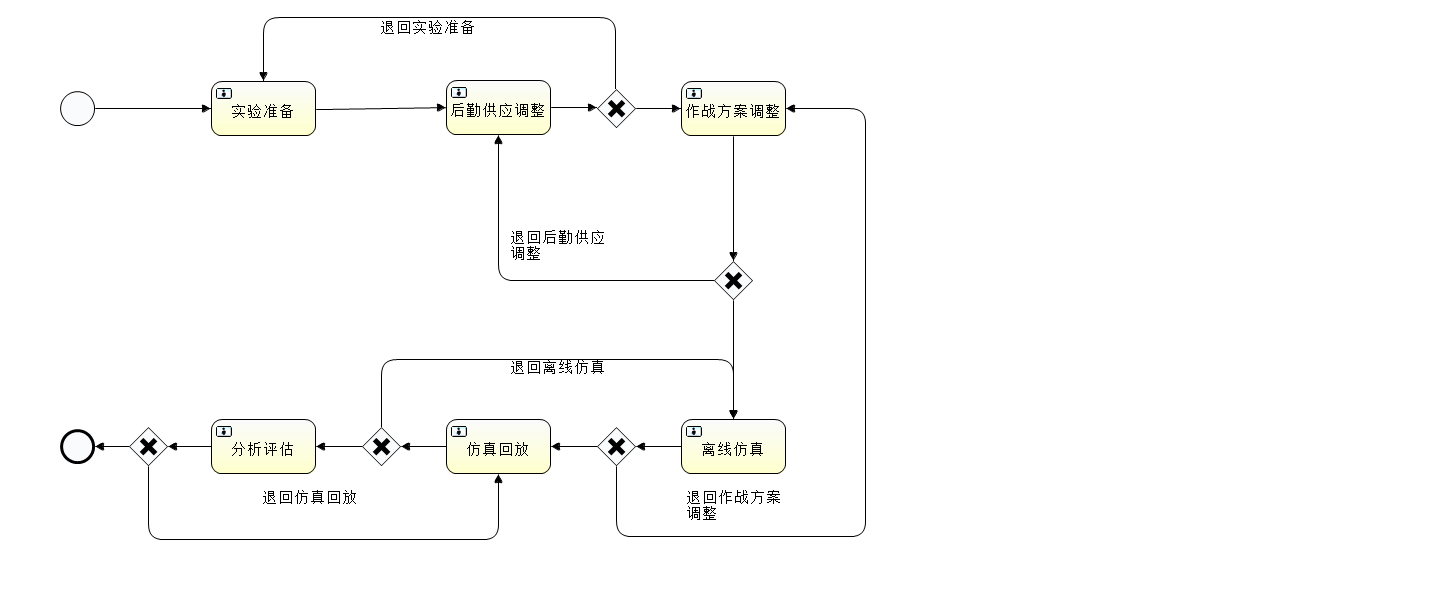 退回实验准备
实验准备
后勤供应调整
作战方案调整
退回后勤供应
调整
退回离线仿真
分析评估
仿真回放
离线仿真
退回仿真回放
退回作战方案
调整